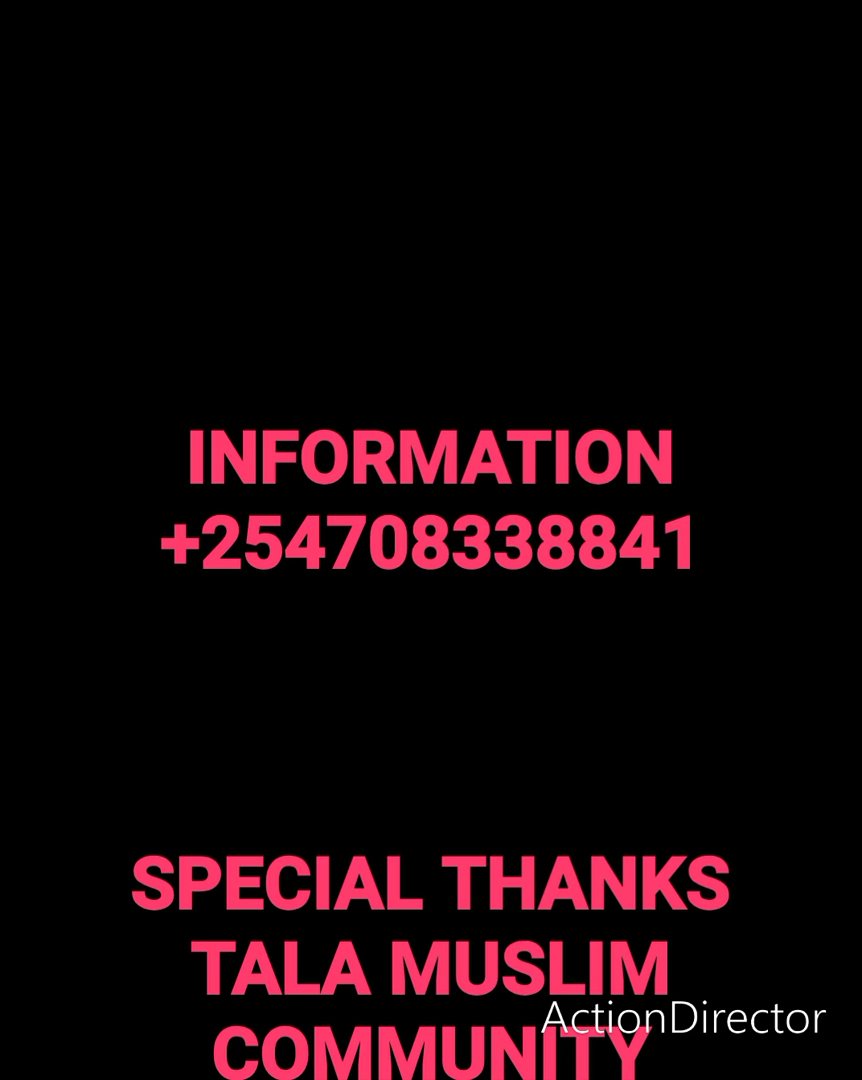 INFORMATION
+254708338841
SPECIAL THANKS
TALA MUSLIM
COMMUNITY
ActionDirector